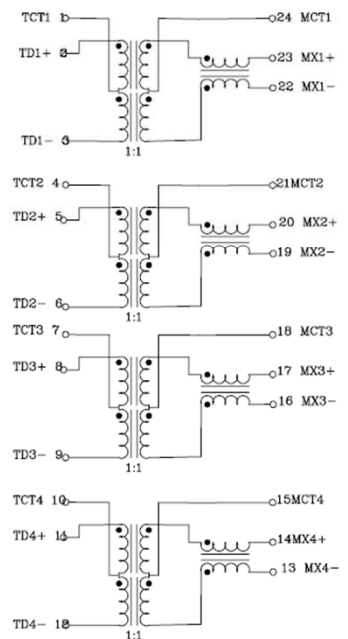 TCT1 1 24 MCT1
TD1+ 2 23 MX1+
22 MX1-
TD1- 3
1:1
TCT2 4 21MCT2
TD2+ 5 20 MX2+
19 MX2-
TD2- 6
1:1
TCT3 7 18 MCT3
TD3+ 8 17 MX3+
16 MX3-
TD3- 9
1:1
TCT4 10 15MCT4
TD4+ 11 14MX4+
13 MX4-
TD4- 12
1:1